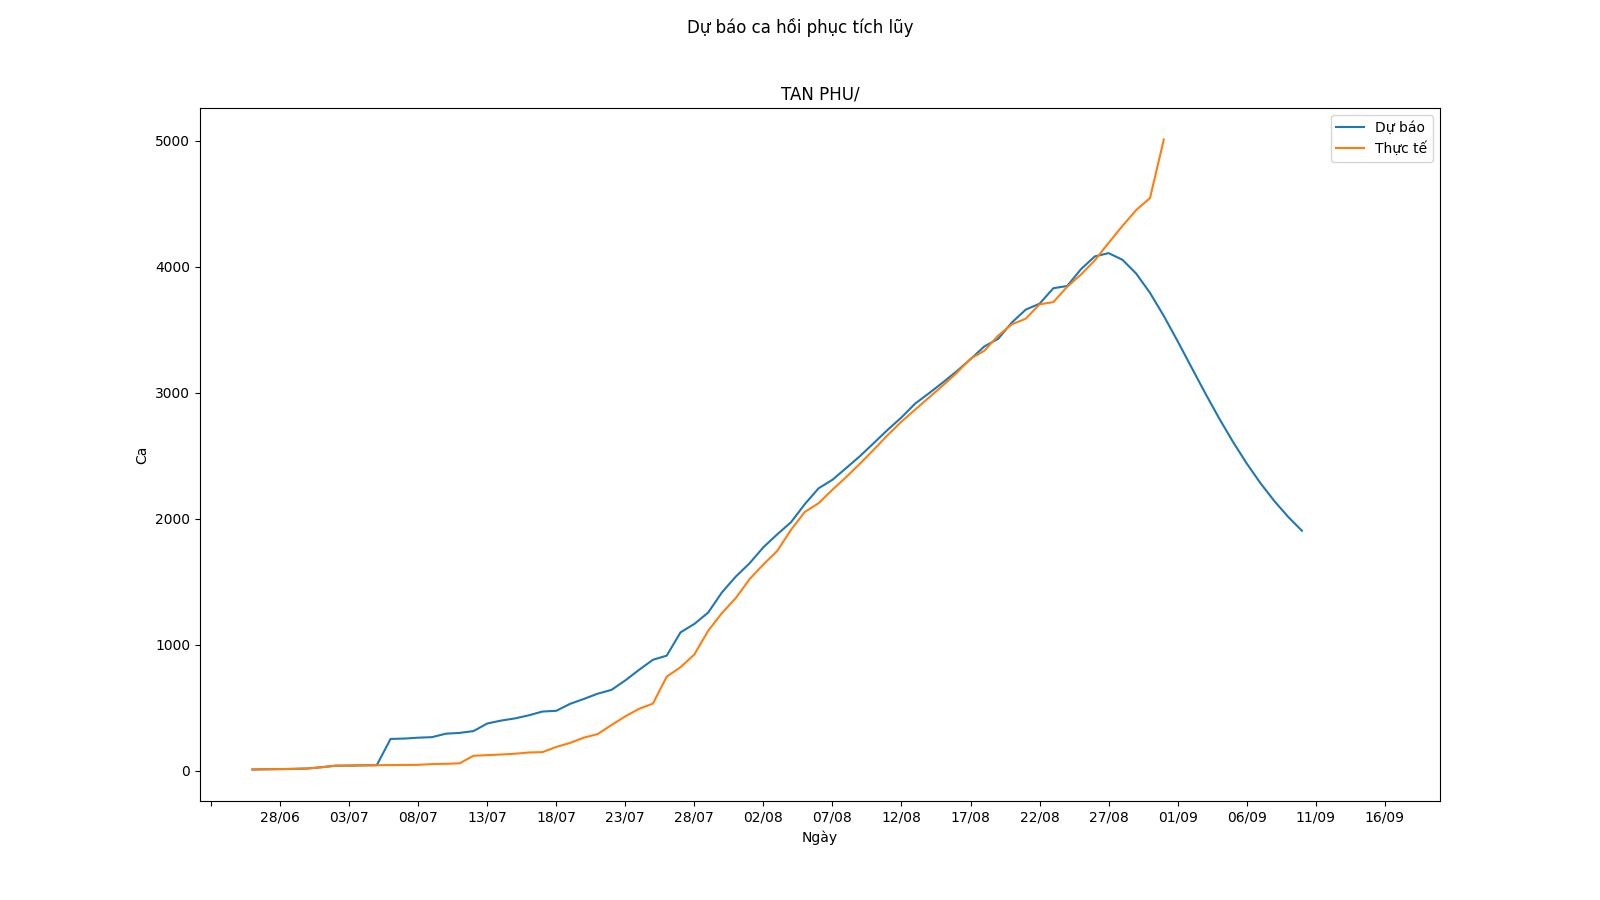 Dự báo ca hồi phục tích lũy
TAN PHU/
Dự báo
Thực tế
5000
4000
3000
2000
1000
0
Ca
28/06 03/07 08/07 13/07 18/07 23/07 28/07 02/08 07/08 12/08 17/08 22/08 27/08 01/09 06/09 11/09 16/09
Ngày